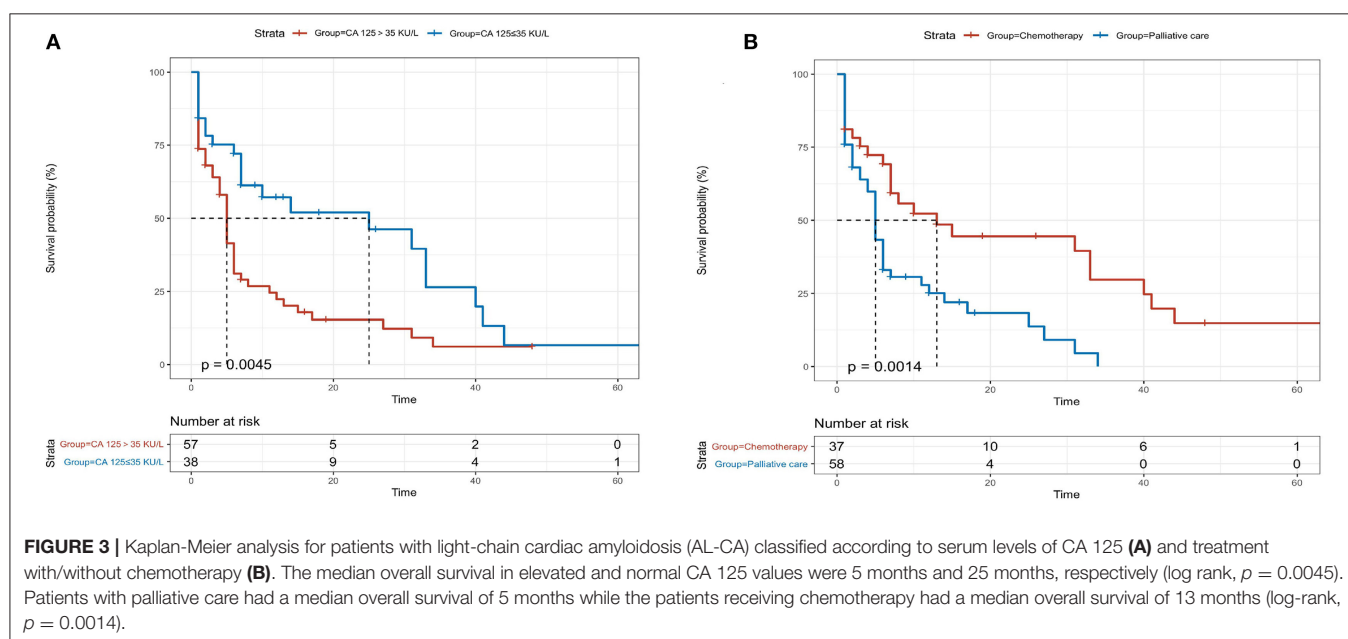 A
Strata Group=CA 125 > 35 KU/L Group=CA 125≤35 KU/L
100
75
50
25
0
Survival probability (%)
p = 0.0045
0 20 40 60
Time
Number at risk
Strata
Group=CA 125 > 35 KU/L 57 5 2 0
Group=CA 125≤35 KU/L 38 9 4 1
0 20 40 60
Time
B
Strata Group=Chemotherapy Group=Palliative care
100
75
50
25
0
Survival probability (%)
p = 0.0014
0 20 40 60
Time
Number at risk
Strata
Group=Chemotherapy 37 10 6 1
Group=Palliative care 58 4 0 0
0 20 40 60
Time
FIGURE 3 | Kaplan-Meier analysis for patients with light-chain cardiac amyloidosis (AL-CA) classified according to serum levels of CA 125 (A) and treatment
with/without chemotherapy (B). The median overall survival in elevated and normal CA 125 values were 5 months and 25 months, respectively (log rank, p = 0.0045).
Patients with palliative care had a median overall survival of 5 months while the patients receiving chemotherapy had a median overall survival of 13 months (log-rank,
p = 0.0014).